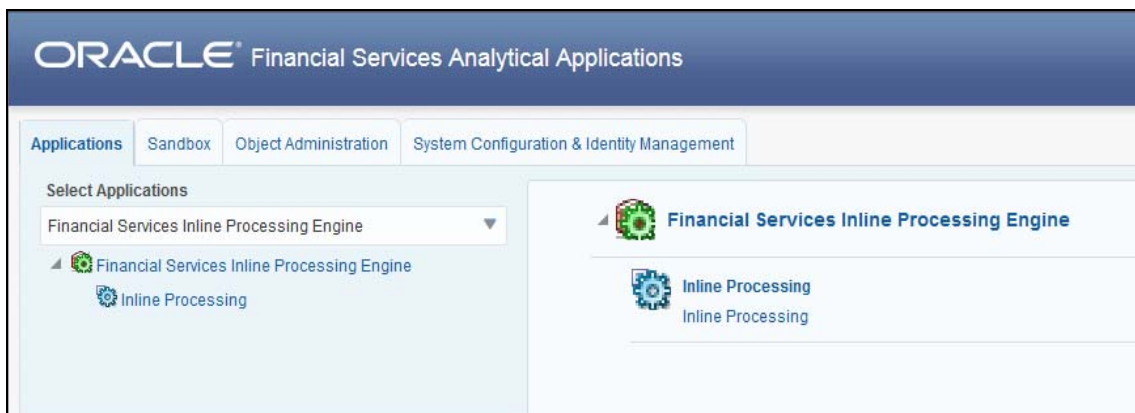 ORACLE Financial Services Analytical Applications
Applications Sandbox Object Administration System Configuration & Identity Management
Select Applications
Financial Services Inline Processing Engine
Financial Services Inline Processing Engine
Inline Processing
Financial Services Inline Processing Engine
Inline Processing
Inline Processing